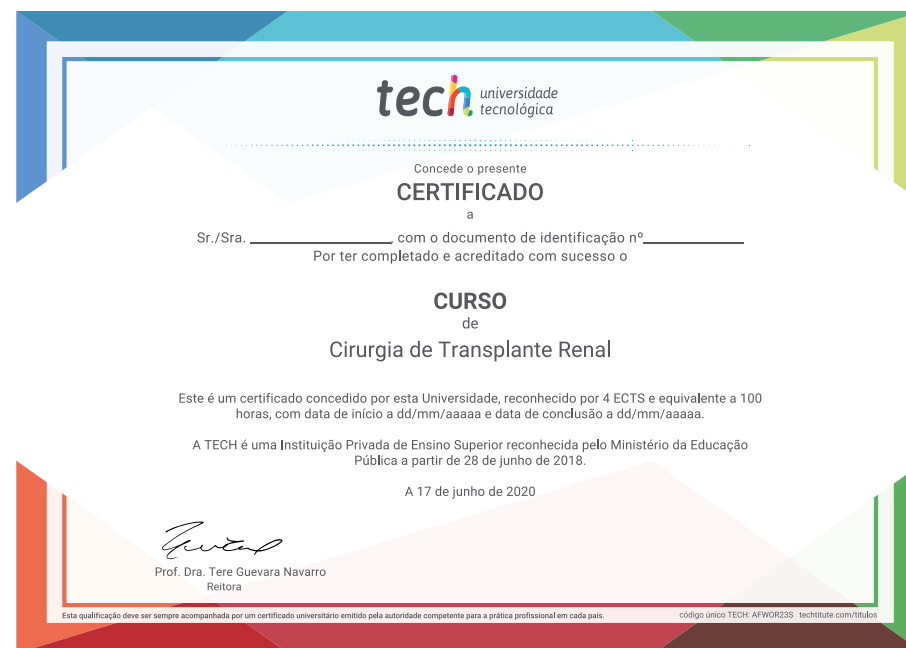 tech universidade
tecnológica
Concede o presente
CERTIFICADO
a
Sr./Sra. , com o documento de identificação nº
Por ter completado e acreditado com sucesso o
CURSO
de
Cirurgia de Transplante Renal
Este é um certificado concedido por esta Universidade, reconhecido por 4 ECTS e equivalente a 100
horas, com data de início a dd/mm/aaaaa e data de conclusão a dd/mm/aaaaa.
A TECH é uma Instituição Privada de Ensino Superior reconhecida pelo Ministério da Educação
Pública a partir de 28 de junho de 2018.
A 17 de junho de 2020
Prof. Dra. Tere Guevara Navarro
Reitora
Esta qualificação deve ser sempre acompanhada por um certificado universitário emitido pela autoridade competente para a prática profissional em cada país. código único TECH: AFWOR23S techtitute.com/titulos